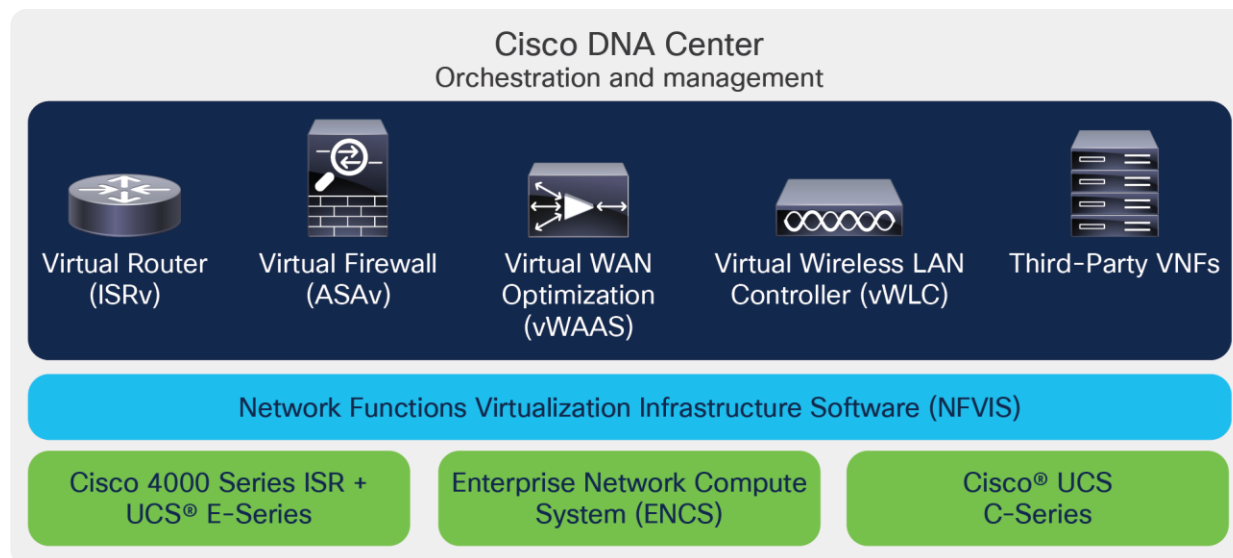 Cisco DNA Center
Orchestration and management
Virtual Router
(ISRv)
Virtual Firewall
(ASAv)
Virtual WAN
Optimization
(vWAAS)
Virtual Wireless LAN
Controller (vWLC)
Third-Party VNFs
Network Functions Virtualization Infrastructure Software (NFVIS)
Cisco 4000 Series ISR +
UCS® E-Series
Enterprise Network Compute
System (ENCS)
Cisco® UCS
C-Series